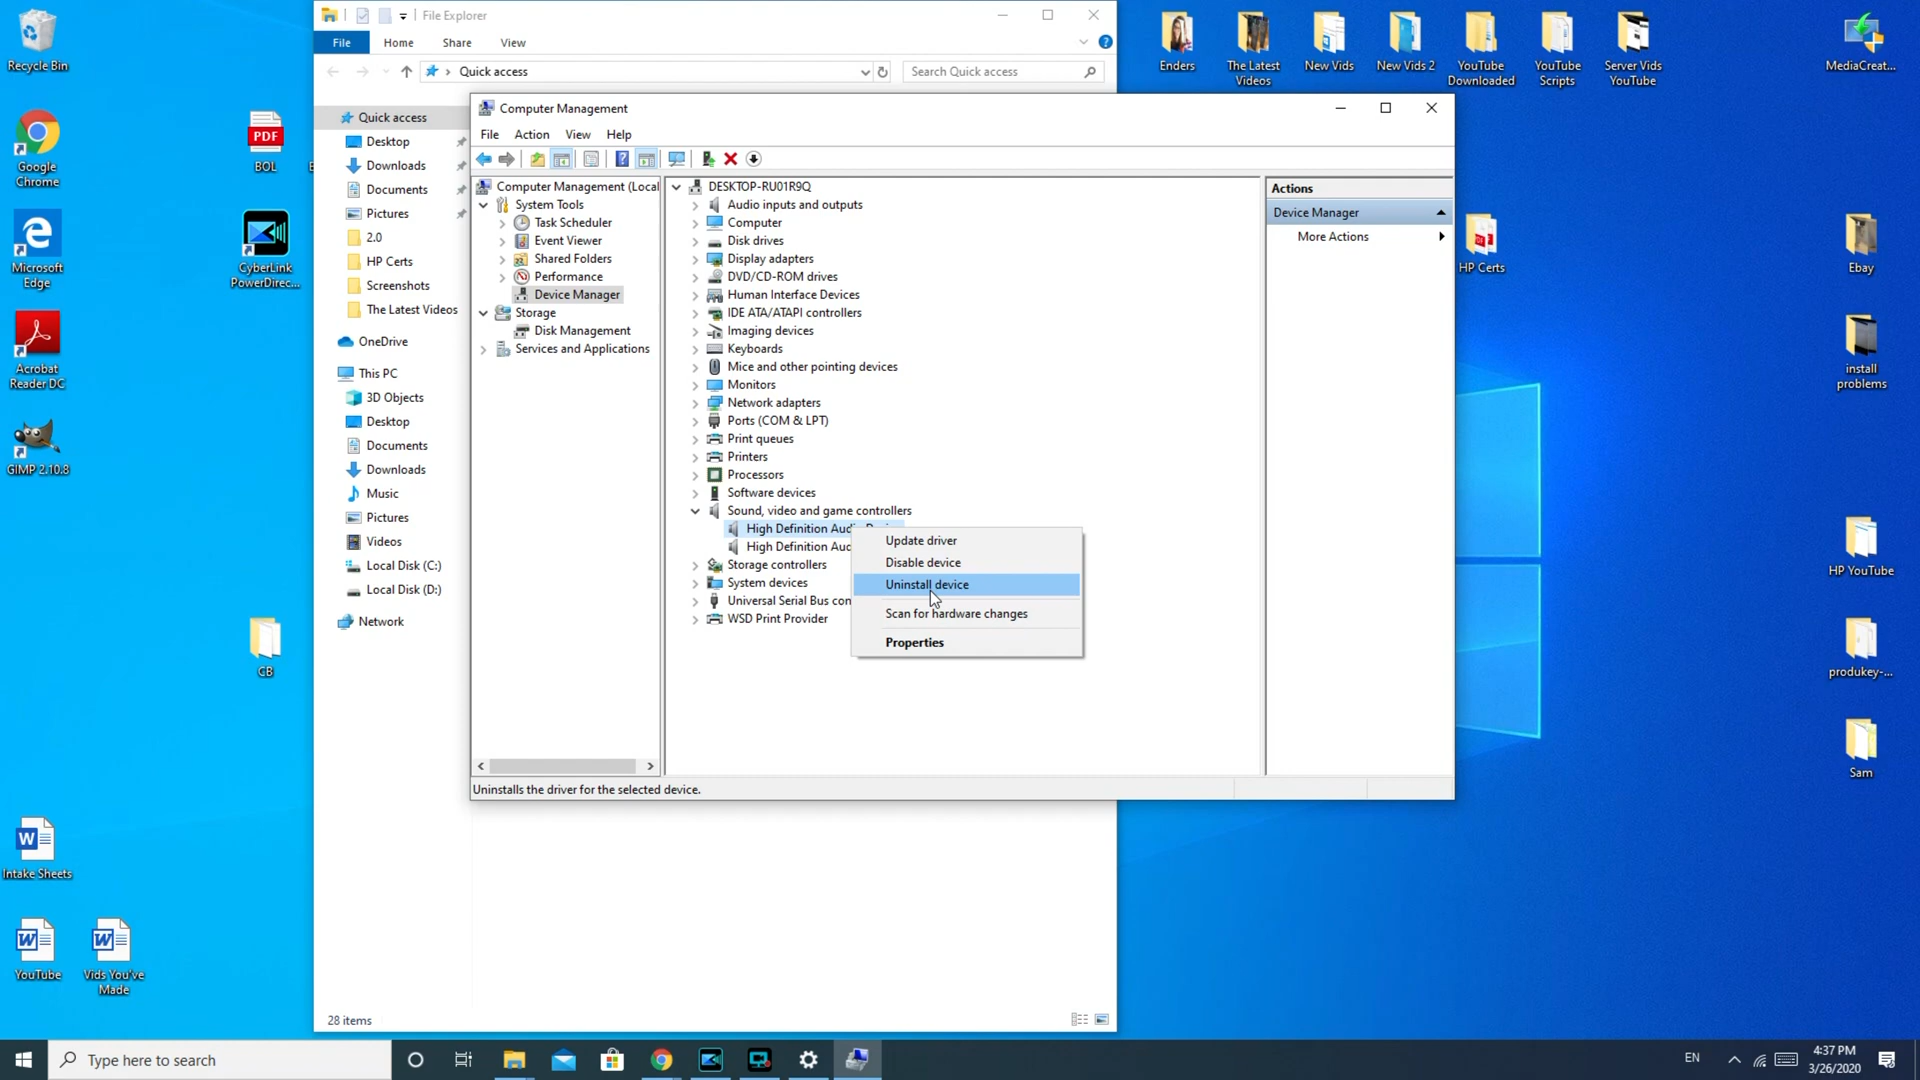 File Explorer
File
Home
Share
View
Quick access
Search Quick access
Quick access
Desktop
Downloads
Documents
Pictures
2.0
HP Certs
Screenshots
The Latest Videos
OneDrive
This PC
3D Objects
Desktop
Documents
Downloads
Music
Pictures
Videos
Local Disk (C:)
Local Disk (D:)
Network
28 items
Computer Management
File
Action
View
Help
Computer Management (Local
System Tools
Task Scheduler
Event Viewer
Shared Folders
Performance
Device Manager
Storage
Disk Management
Services and Applications
DESKTOP-RU01R9Q
Audio inputs and outputs
Computer
Disk drives
Display adapters
DVD/CD-ROM drives
Human Interface Devices
IDE ATA/ATAPI controllers
Imaging devices
Keyboards
Mice and other pointing devices
Monitors
Network adapters
Ports (COM & LPT)
Print queues
Printers
Processors
Software devices
Sound, video and game controllers
High Definition Audio Device
High Definition Aud
Storage controllers
System devices
Universal Serial Bus con
WSD Print Provider
Update driver
Disable device
Uninstall device
Scan for hardware changes
Properties
Actions
Device Manager
More Actions
Uninstalls the driver for the selected device.
Recycle Bin
Google
Chrome
PDF
BOL
Microsoft
Edge
CyberLink
PowerDirec...
Acrobat
Reader DC
GIMP 2.10.8
CB
Intake Sheets
YouTube
Vids You've
Made
Enders
The Latest
Videos
New Vids
New Vids 2
YouTube
Downloaded
YouTube
Scripts
Server Vids
YouTube
MediaCreat...
HP Certs
Ebay
install
problems
HP YouTube
produkey-...
Sam
Type here to search
EN
4:37 PM
3/26/2020